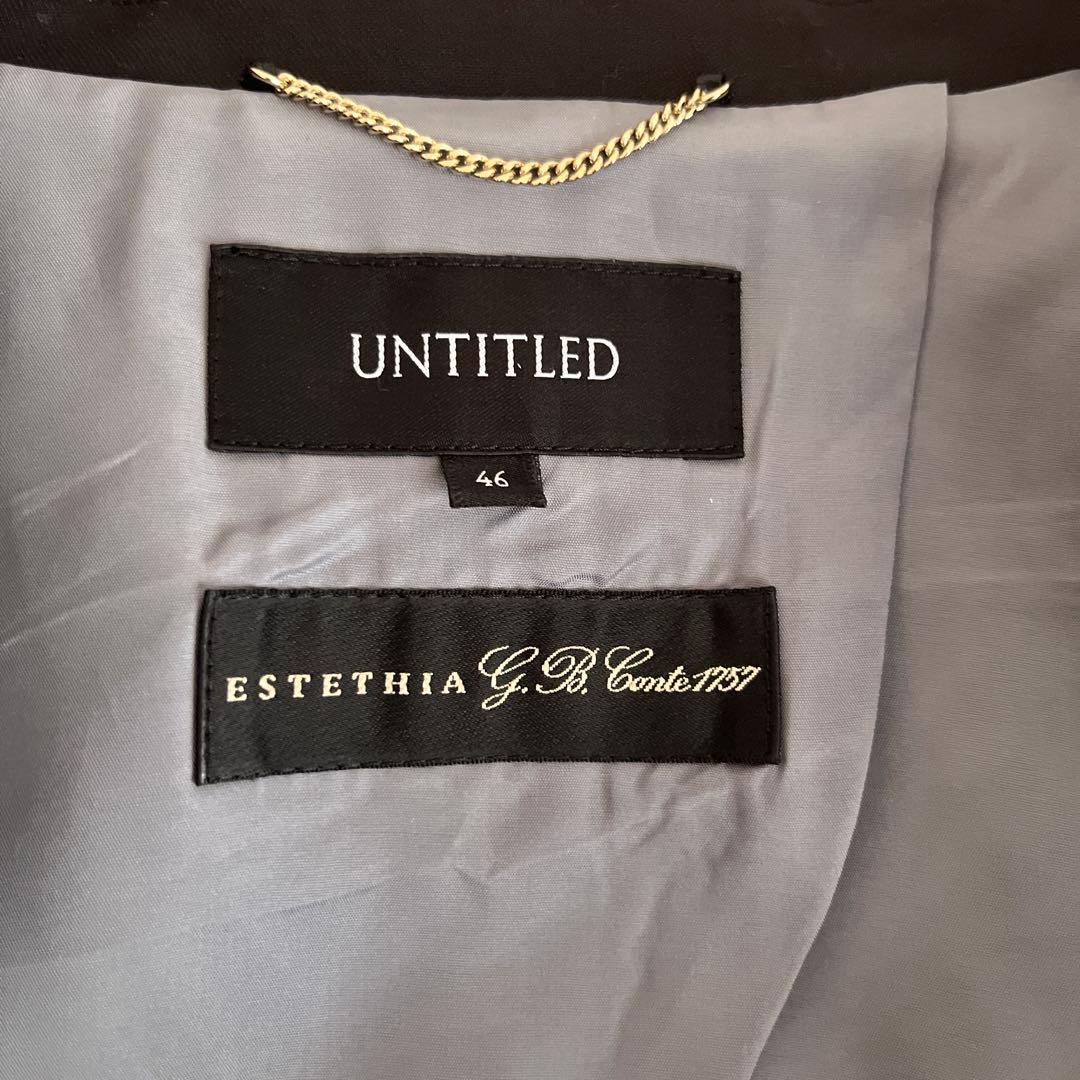 UNTITLED
46
ESTETHIA G.B. Conte 1757